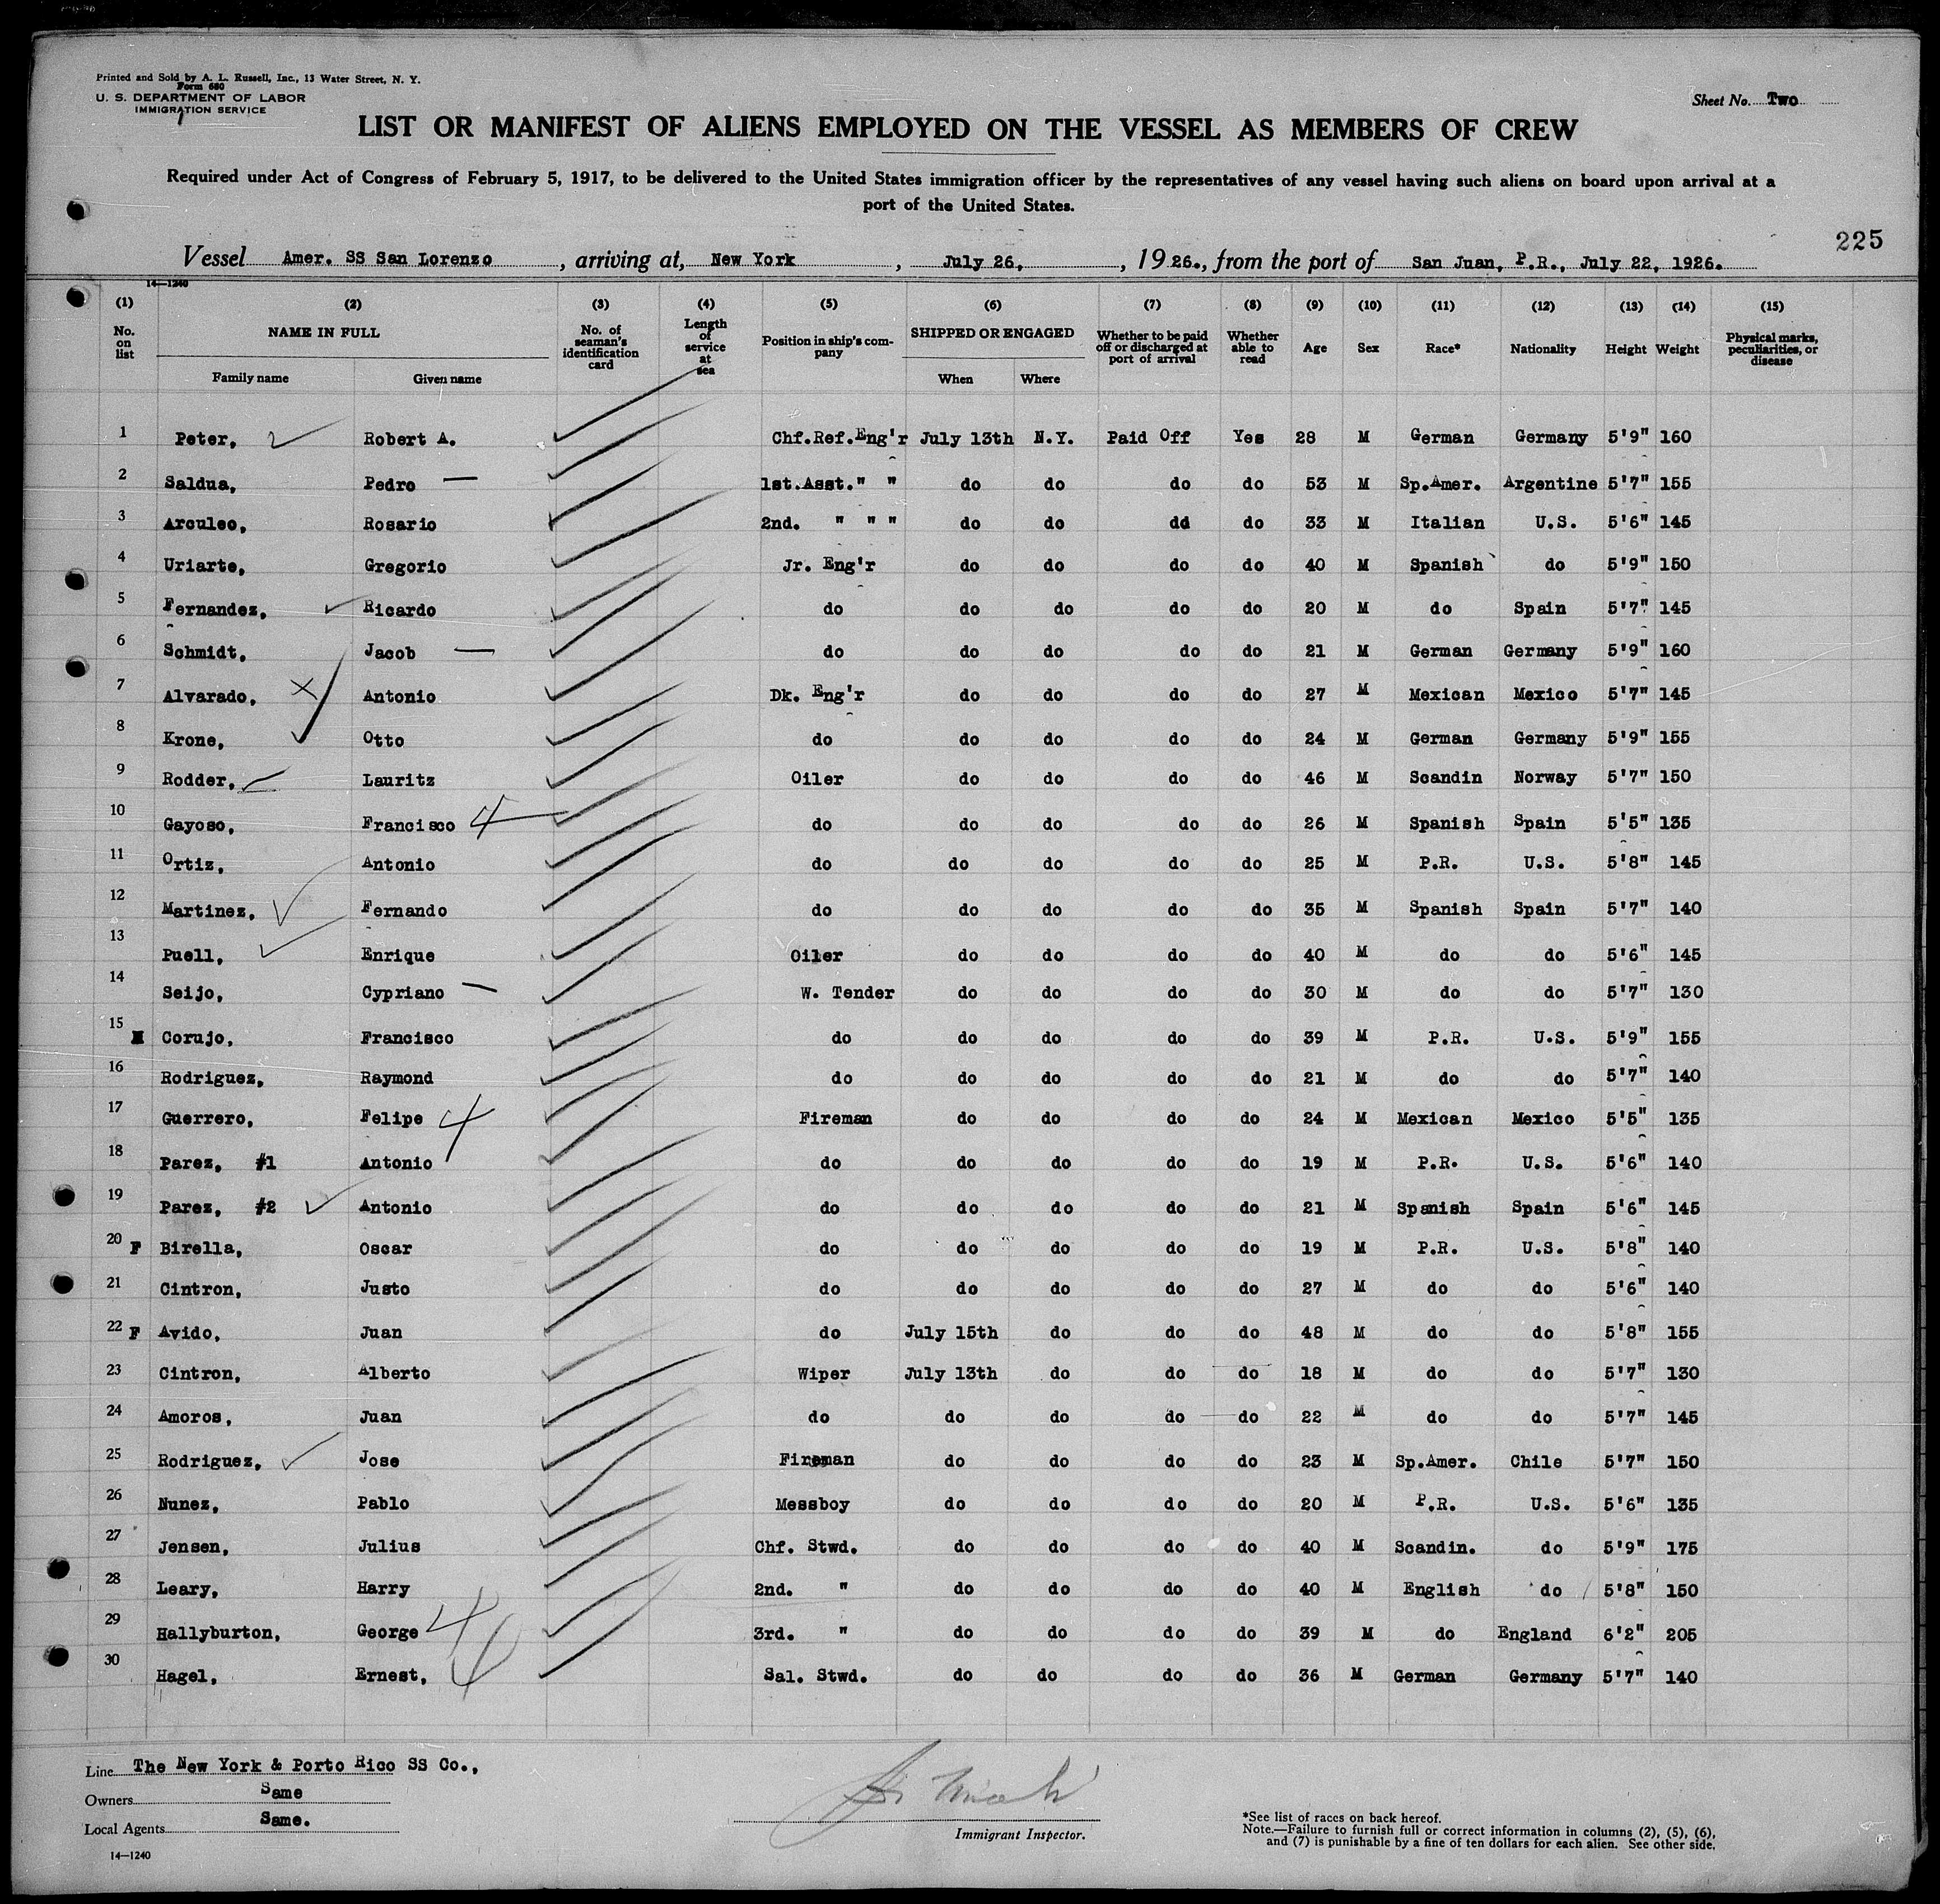 Printed and Sold by A. L. Russell, Inc., 13 Water Street, N. Y.
Form 680
U. S. DEPARTMENT OF LABOR
IMMIGRATION SERVICE
Sheet No. Two
LIST OR MANIFEST OF ALIENS EMPLOYED ON THE VESSEL AS MEMBERS OF CREW
Required under Act of Congress of February 5, 1917, to be delivered to the United States immigration officer by the representatives of any vessel having such aliens on board upon arrival at a
port of the United States.
225
Vessel Amer. SS San Lorenzo, arriving at, New York, July 26, 1926., from the port of San Juan, P.R., July 22, 1926.
14—1240
(1) (2) (3) (4) (5) (6) (7) (8) (9) (10) (11) (12) (13) (14) (15)
No. on list NAME IN FULL Family name Given name No. of seaman's identification card Length of service at sea Position in ship's company SHIPPED OR ENGAGED When Where Whether to be paid off or discharged at port of arrival Whether able to read Age Sex Race* Nationality Height Weight Physical marks, peculiarities, or disease
1 Peter, Robert A. Chf.Ref.Eng'r July 13th N.Y. Paid Off Yes 28 M German Germany 5'9" 160
2 Saldua, Pedro 1st.Asst." " do do do do 53 M Sp.Amer. Argentine 5'7" 155
3 Arculeo, Rosario 2nd. " " " do do dd do 33 M Italian U.S. 5'6" 145
4 Uriarte, Gregorio Jr. Eng'r do do do do 40 M Spanish do 5'9" 150
5 Fernandez, Ricardo do do do do do 20 M do Spain 5'7" 145
6 Schmidt, Jacob do do do do do 21 M German Germany 5'9" 160
7 Alvarado, Antonio Dk. Eng'r do do do do 27 M Mexican Mexico 5'7" 145
8 Krone, Otto do do do do do 24 M German Germany 5'9" 155
9 Rodder, Lauritz Oiler do do do do 46 M Scandin Norway 5'7" 150
10 Gayoso, Francisco 4 do do do do do 26 M Spanish Spain 5'5" 135
11 Ortiz, Antonio do do do do do 25 M P.R. U.S. 5'8" 145
12 Martinez, Fernando do do do do do 35 M Spanish Spain 5'7" 140
13 Puell, Enrique Oiler do do do do 40 M do do 5'6" 145
14 Seijo, Cypriano W. Tender do do do do 30 M do do 5'7" 130
15 Corujo, Francisco do do do do do 39 M P.R. U.S. 5'9" 155
16 Rodriguez, Raymond do do do do do 21 M do do 5'7" 140
17 Guerrero, Felipe 4 Fireman do do do do 24 M Mexican Mexico 5'5" 135
18 Parez, #1 Antonio do do do do do 19 M P.R. U.S. 5'6" 140
19 Parez, #2 Antonio do do do do do 21 M Spanish Spain 5'6" 145
20 F Birella, Oscar do do do do do 19 M P.R. U.S. 5'8" 140
21 Cintron, Justo do do do do do 27 M do do 5'6" 140
22 F Avido, Juan do July 15th do do do 48 M do do 5'8" 155
23 Cintron, Alberto Wiper July 13th do do do 18 M do do 5'7" 130
24 Amoros, Juan do do do do do 22 M do do 5'7" 145
25 Rodriguez, Jose Fireman do do do do 23 M Sp.Amer. Chile 5'7" 150
26 Nunez, Pablo Messboy do do do do 20 M P.R. U.S. 5'6" 135
27 Jensen, Julius Chf. Stwd. do do do do 40 M Scandin. do 5'9" 175
28 Leary, Harry 2nd. " do do do do 40 M English do 5'8" 150
29 Hallyburton, George 4 3rd. " do do do do 39 M do England 6'2" 205
30 Hagel, Ernest, 4 Sal. Stwd. do do do do 36 M German Germany 5'7" 140
Line The New York & Porto Rico SS Co.,
Owners Same
Local Agents Same.
14—1240
Immigrant Inspector.
*See list of races on back hereof.
Note.—Failure to furnish full or correct information in columns (2), (5), (6),
and (7) is punishable by a fine of ten dollars for each alien. See other side.